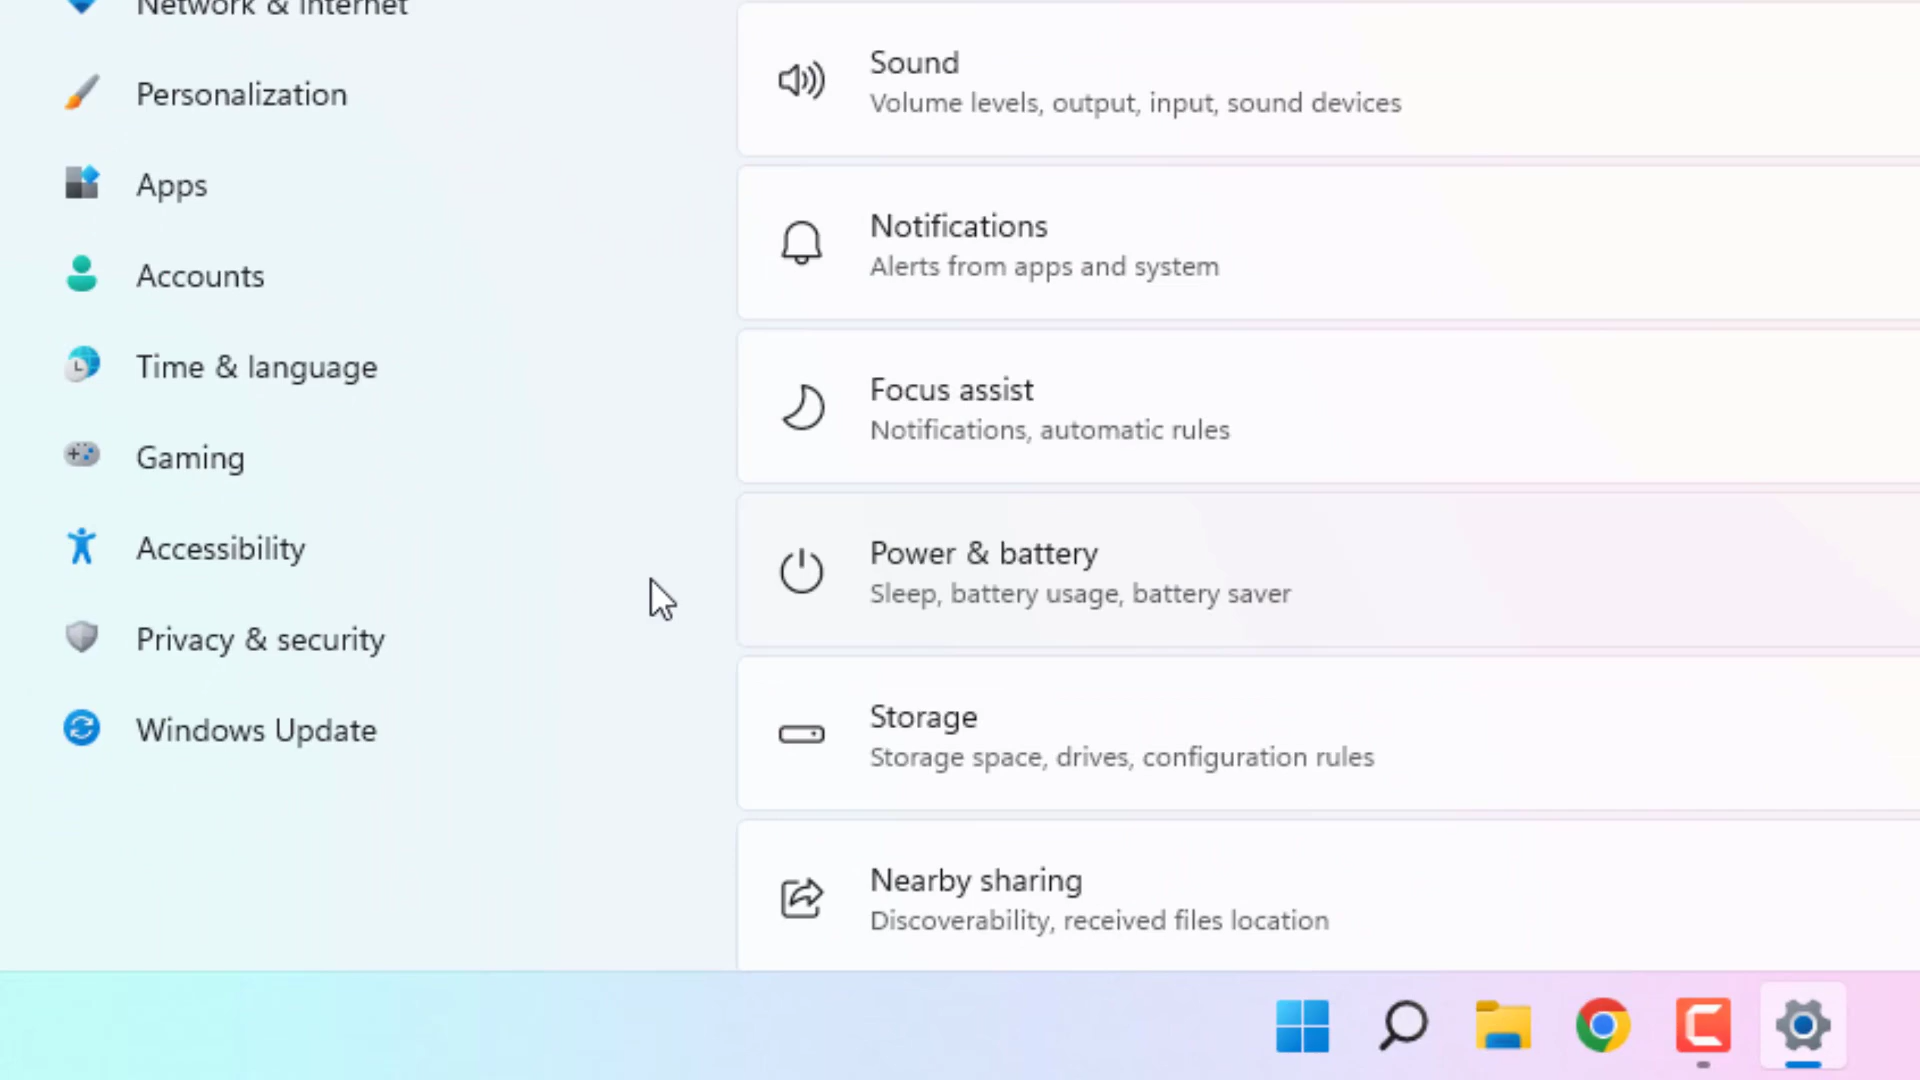 Network & internet
Personalization
Apps
Accounts
Time & language
Gaming
Accessibility
Privacy & security
Windows Update
Sound
Volume levels, output, input, sound devices
Notifications
Alerts from apps and system
Focus assist
Notifications, automatic rules
Power & battery
Sleep, battery usage, battery saver
Storage
Storage space, drives, configuration rules
Nearby sharing
Discoverability, received files location